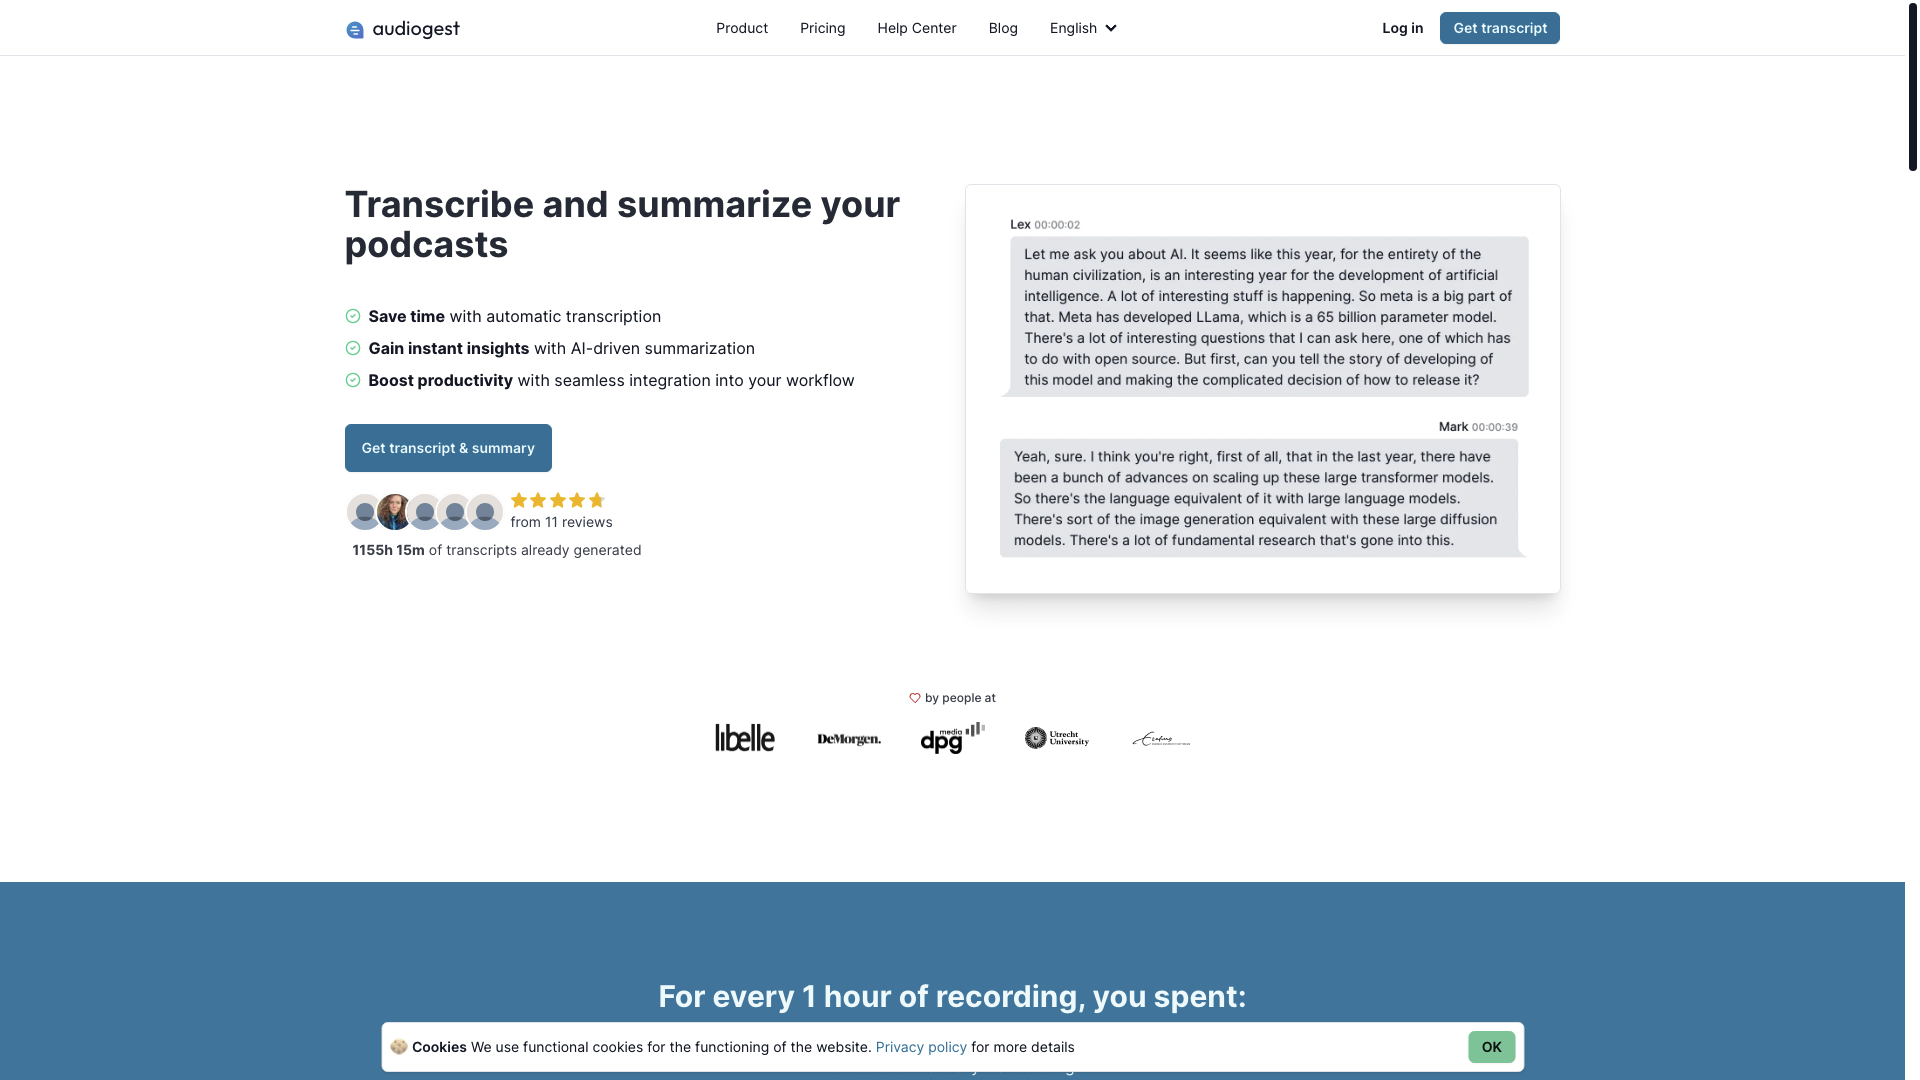 audiogest
Product
Pricing
Help Center
Blog
English
Log in
Get transcript
Transcribe and summarize your
podcasts
Save time with automatic transcription
Gain instant insights with AI-driven summarization
Boost productivity with seamless integration into your workflow
Get transcript & summary
from 11 reviews
1155h 15m of transcripts already generated
Lex 00:00:02
Let me ask you about AI. It seems like this year, for the entirety of the
human civilization, is an interesting year for the development of artificial
intelligence. A lot of interesting stuff is happening. So meta is a big part of
that. Meta has developed LLama, which is a 65 billion parameter model.
There's a lot of interesting questions that I can ask here, one of which has
to do with open source. But first, can you tell the story of developing of
this model and making the complicated decision of how to release it?
Mark 00:00:39
Yeah, sure. I think you're right, first of all, that in the last year, there have
been a bunch of advances on scaling up these large transformer models.
So there's the language equivalent of it with large language models.
There's sort of the image generation equivalent with these large diffusion
models. There's a lot of fundamental research that's gone into this.
by people at
libelle
DeMorgen.
dpg media
Utrecht
University
Erasmus
For every 1 hour of recording, you spent:
Cookies We use functional cookies for the functioning of the website. Privacy policy for more details
OK